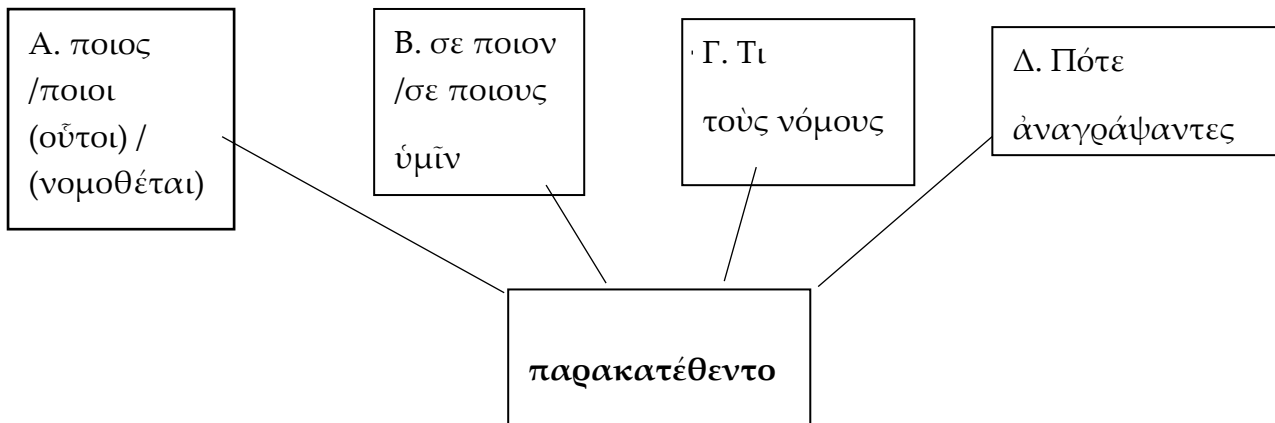 Α. ποιος
/ποιοι
(οὗτοι) /
(νομοθέται)
Β. σε ποιον
/σε ποιους
ὑμῖν
Γ. Τι
τοὺς νόμους
Δ. Πότε
ἀναγράψαντες
παρακατέθεντο